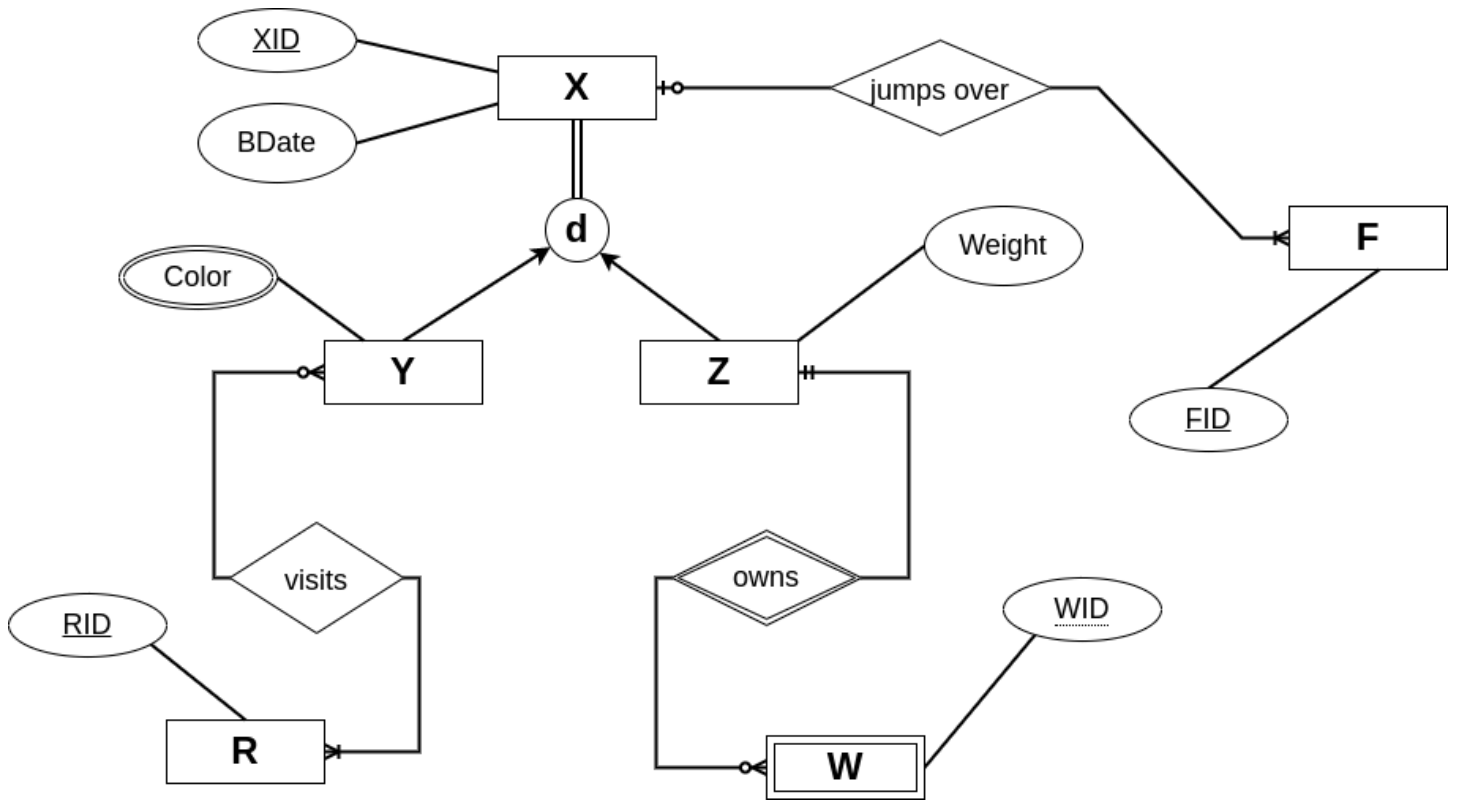 XID
X
jumps over
BDate
d
F
Weight
Color
Y
Z
FID
visits
owns
WID
RID
R
W